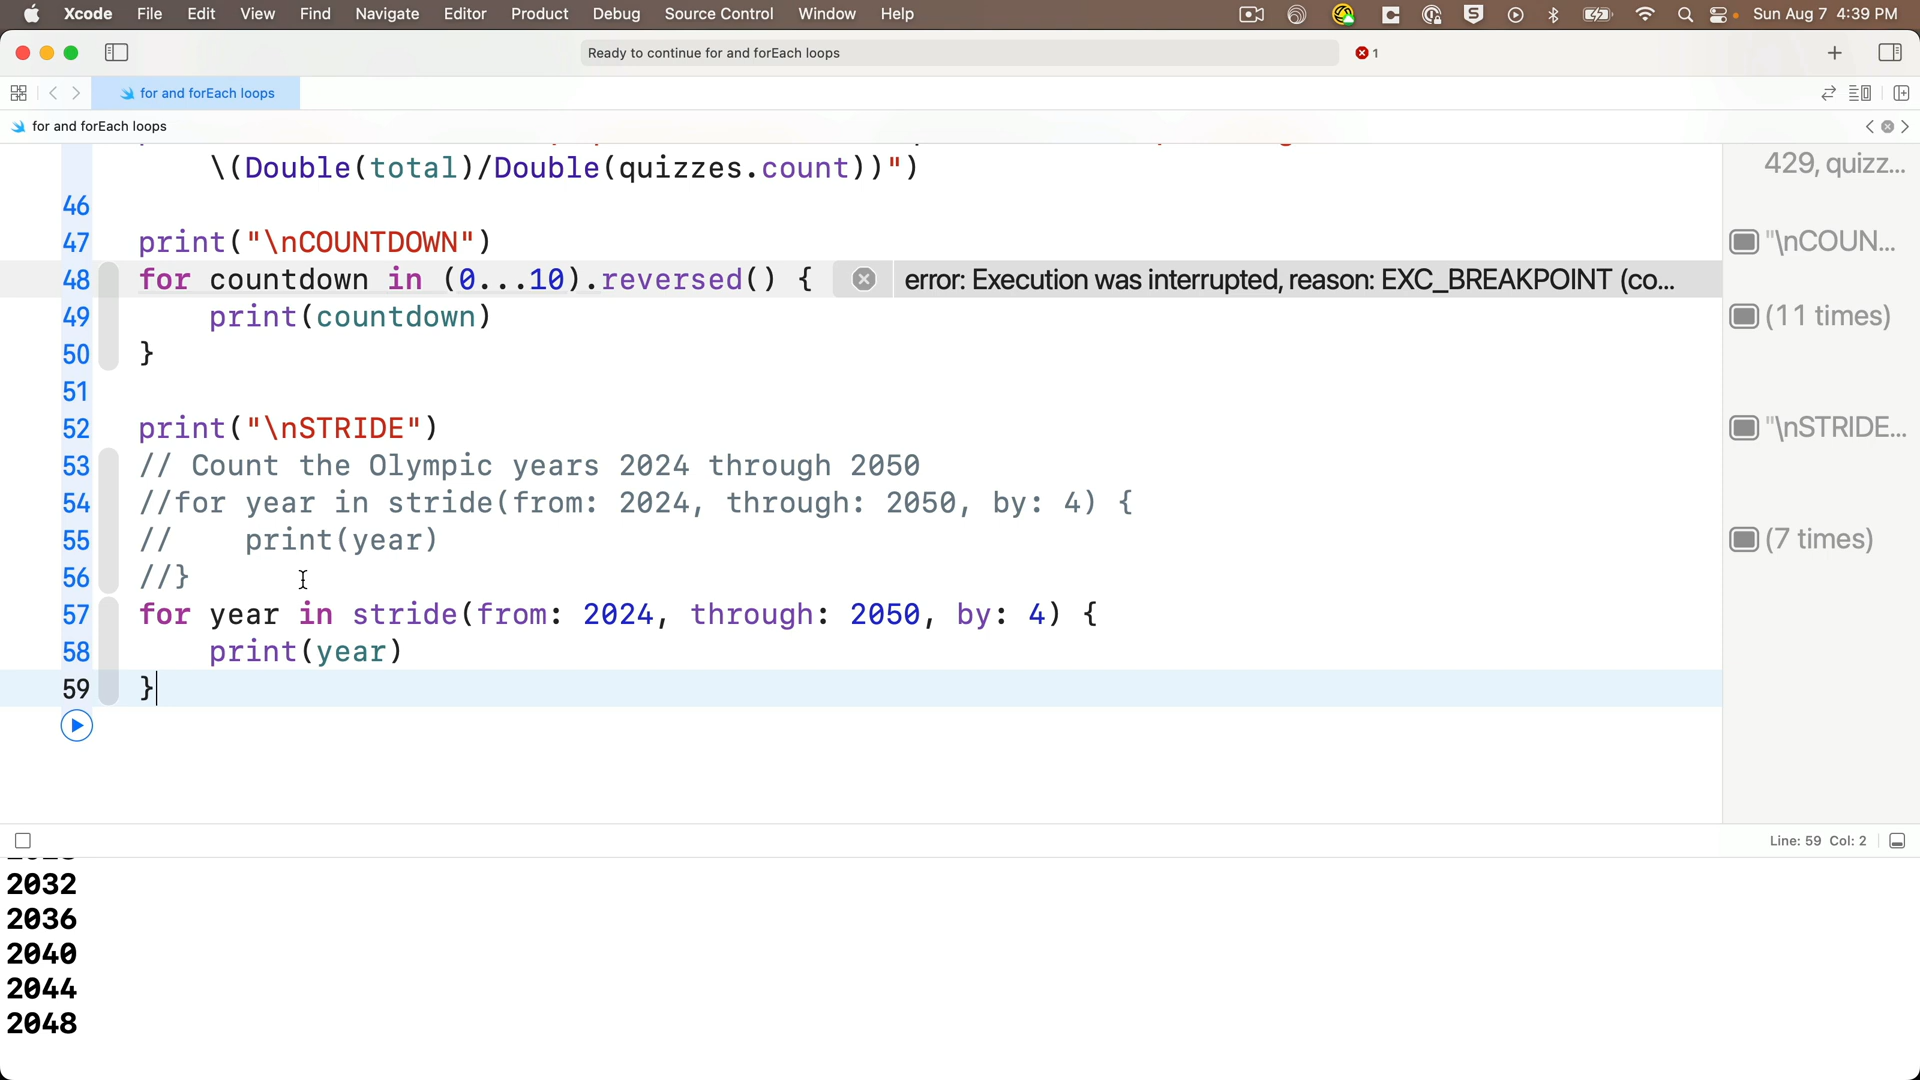 Xcode File Edit View Find Navigate Editor Product Debug Source Control Window Help Sun Aug 7 4:39 PM
Ready to continue for and forEach loops 1
for and forEach loops
for and forEach loops
\(Double(total)/Double(quizzes.count))") 429, quizz...
46
47 print("\nCOUNTDOWN") "\nCOUN...
48 for countdown in (0...10).reversed() { error: Execution was interrupted, reason: EXC_BREAKPOINT (co...
49 print(countdown) (11 times)
50 }
51
52 print("\nSTRIDE") "\nSTRIDE...
53 // Count the Olympic years 2024 through 2050
54 //for year in stride(from: 2024, through: 2050, by: 4) {
55 // print(year) (7 times)
56 //}
57 for year in stride(from: 2024, through: 2050, by: 4) {
58 print(year)
59 }
Line: 59 Col: 2
2032
2036
2040
2044
2048